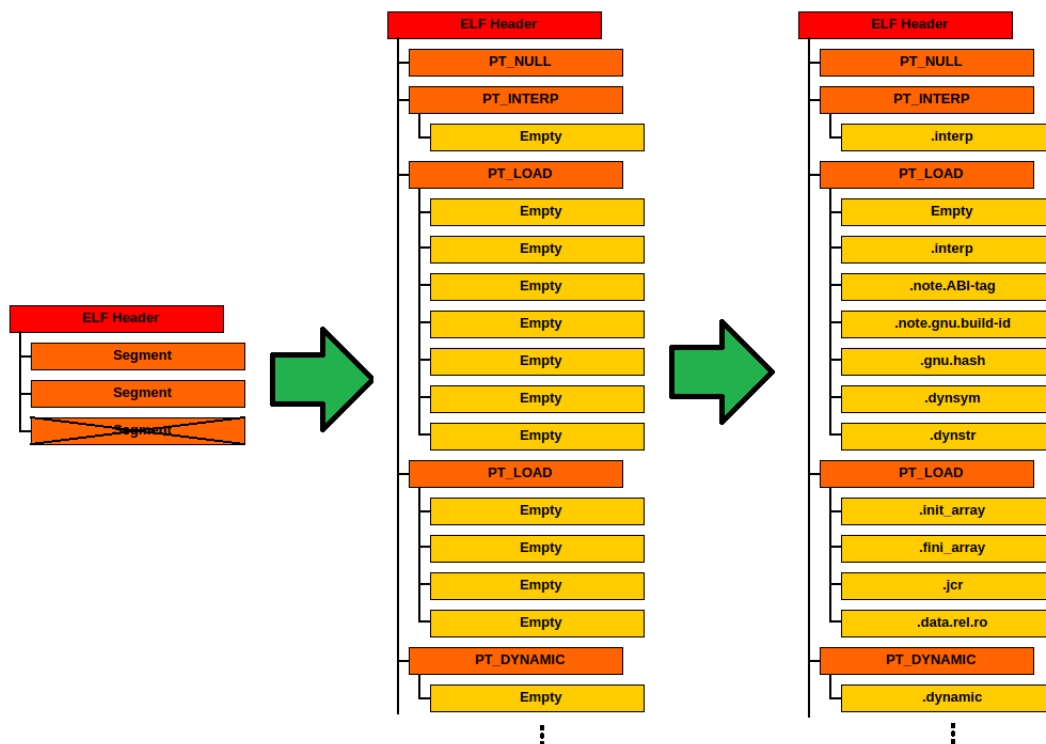 ELF Header
Segment
Segment
Segment
ELF Header
PT_NULL
PT_INTERP
Empty
PT_LOAD
Empty
Empty
Empty
Empty
Empty
Empty
Empty
PT_LOAD
Empty
Empty
Empty
Empty
PT_DYNAMIC
Empty
ELF Header
PT_NULL
PT_INTERP
.interp
PT_LOAD
Empty
.interp
.note.ABI-tag
.note.gnu.build-id
.gnu.hash
.dynsym
.dynstr
PT_LOAD
.init_array
.fini_array
.jcr
.data.rel.ro
PT_DYNAMIC
.dynamic